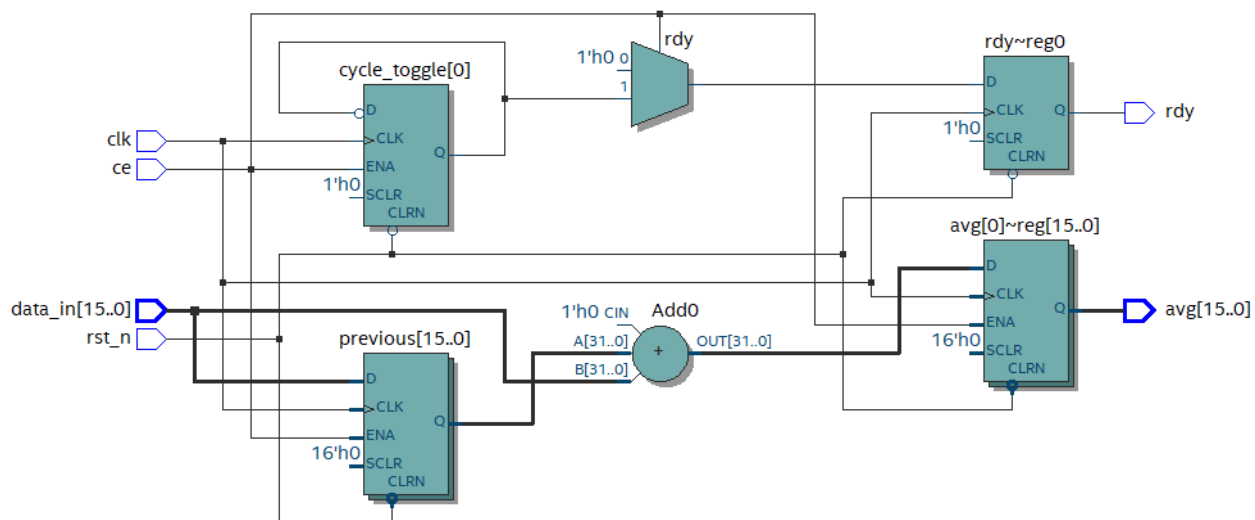 rdy
rdy~reg0
cycle_toggle[0]
1'h0 0
1
D
CLK
ENA
1'h0
SCLR
CLRN
Q
D
CLK
1'h0
SCLR
CLRN
Q
rdy
clk
ce
avg[0]~reg[15..0]
D
CLK
ENA
16'h0
SCLR
CLRN
Q
avg[15..0]
data_in[15..0]
rst_n
previous[15..0]
D
CLK
ENA
16'h0
SCLR
CLRN
Q
Add0
1'h0 CIN
A[31..0]
B[31..0]
+
OUT[31..0]